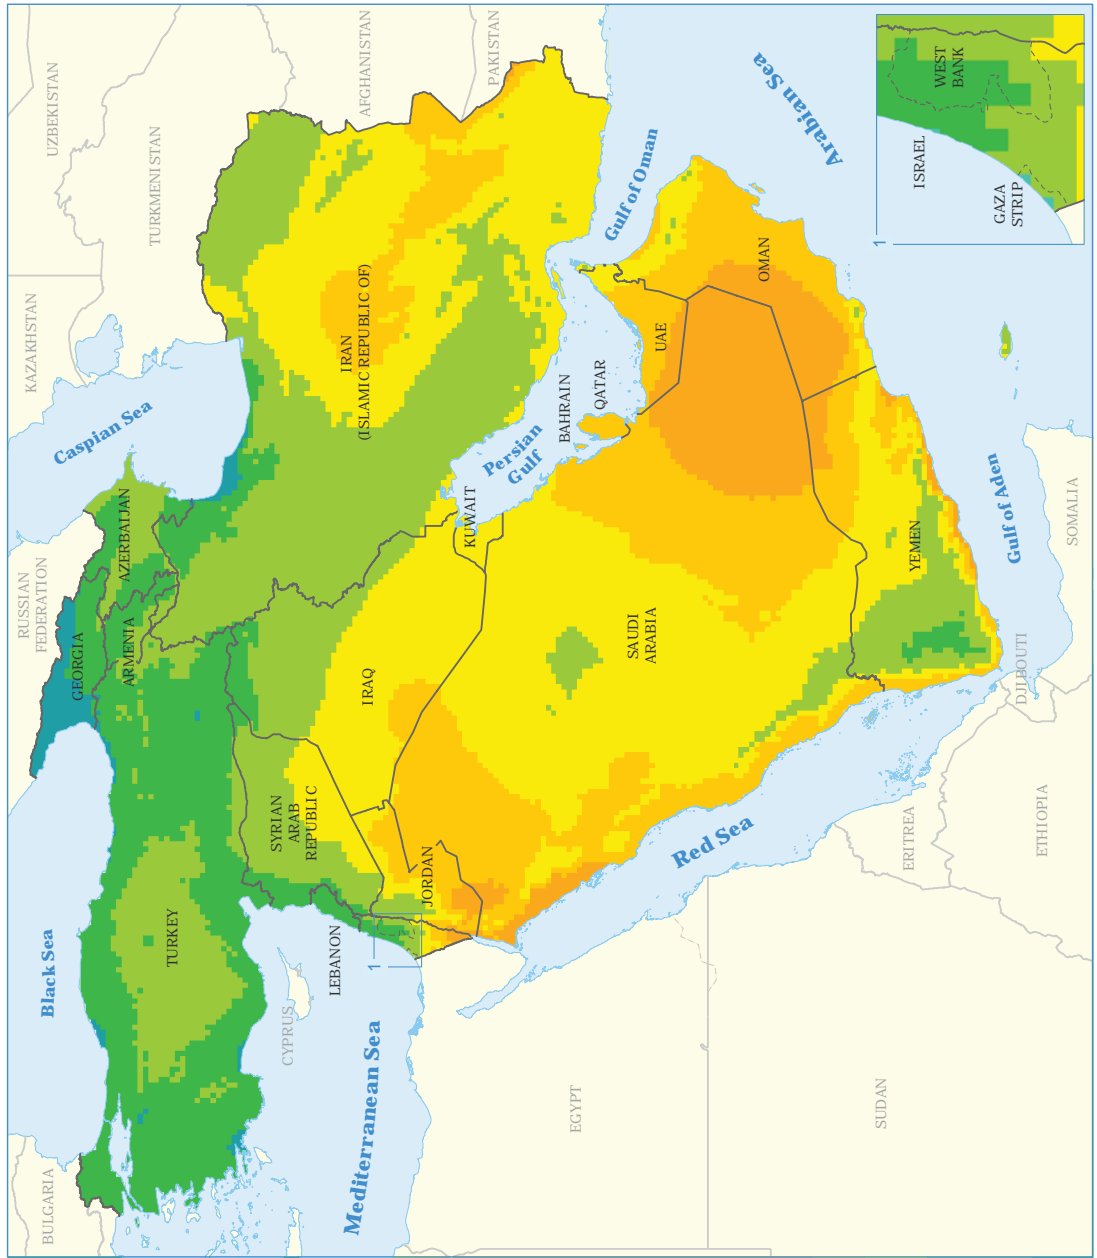 BULGARIA
Black Sea
RUSSIAN
FEDERATION
Caspian Sea
KAZAKHSTAN
UZBEKISTAN
TURKMENISTAN
GEORGIA
ARMENIA
AZERBAIJAN
TURKEY
SYRIAN
ARAB
REPUBLIC
IRAQ
IRAN
(ISLAMIC REPUBLIC OF)
AFGHANISTAN
PAKISTAN
CYPRUS
LEBANON
Mediterranean Sea
1
JORDAN
KUWAIT
Persian
Gulf
BAHRAIN
QATAR
UAE
Gulf of Oman
Arabian Sea
EGYPT
SAUDI
ARABIA
OMAN
Red Sea
SUDAN
ERITREA
YEMEN
ETHIOPIA
DJIBOUTI
Gulf of Aden
SOMALIA
1
ISRAEL
WEST
BANK
GAZA
STRIP